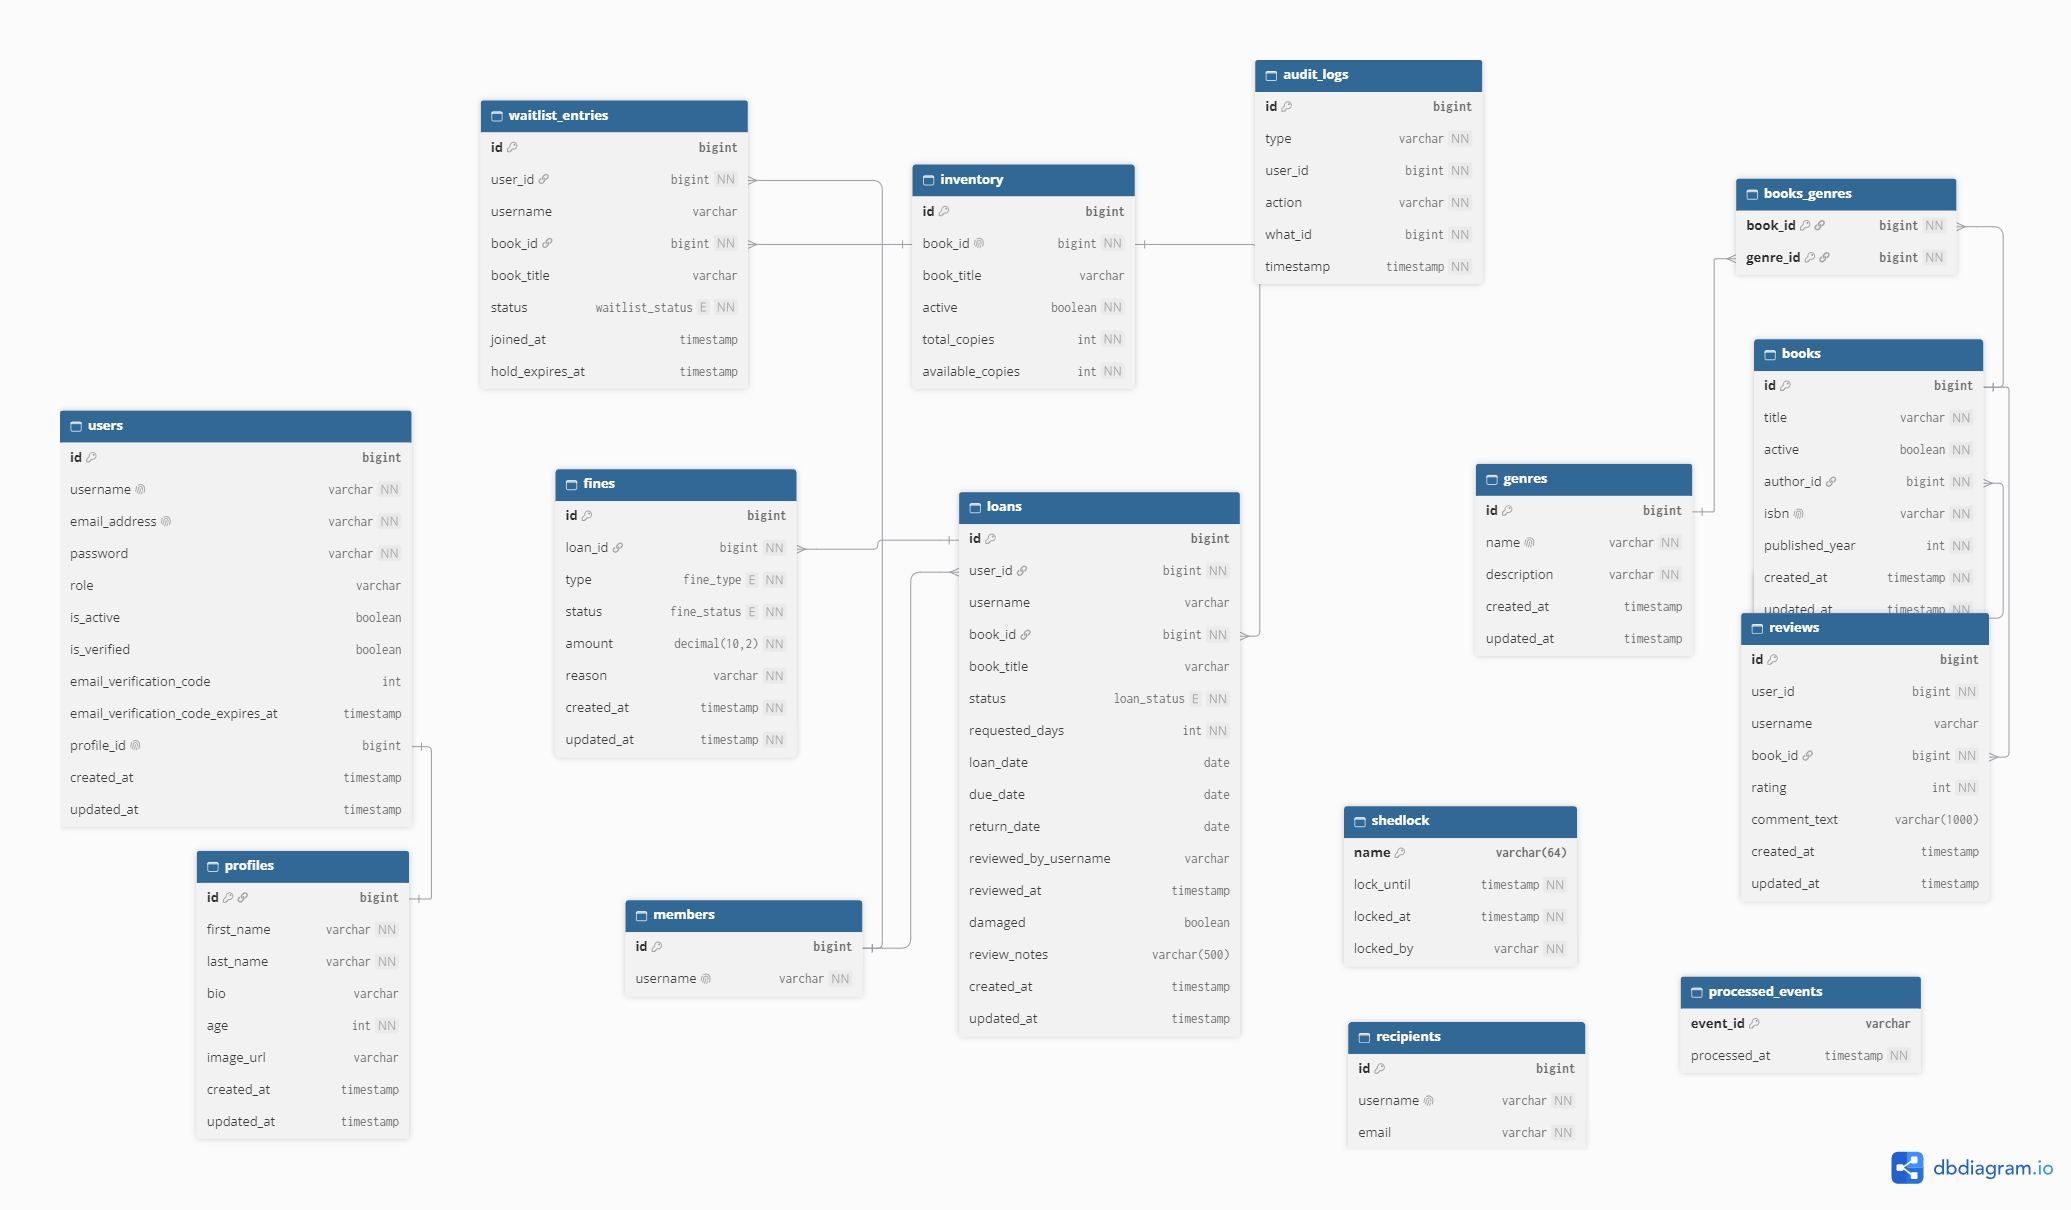 audit_logs
id bigint
type varchar NN
user_id bigint NN
action varchar NN
what_id bigint NN
timestamp timestamp NN
waitlist_entries
id bigint
user_id bigint NN
username varchar
book_id bigint NN
book_title varchar
status waitlist_status E NN
joined_at timestamp
hold_expires_at timestamp
inventory
id bigint
book_id bigint NN
book_title varchar
active boolean NN
total_copies int NN
available_copies int NN
books_genres
book_id bigint NN
genre_id bigint NN
books
id bigint
title varchar NN
active boolean NN
author_id bigint NN
isbn varchar NN
published_year int NN
created_at timestamp NN
updated_at timestamp NN
users
id bigint
username varchar NN
email_address varchar NN
password varchar NN
role varchar
is_active boolean
is_verified boolean
email_verification_code int
email_verification_code_expires_at timestamp
profile_id bigint
created_at timestamp
updated_at timestamp
fines
id bigint
loan_id bigint NN
type fine_type E NN
status fine_status E NN
amount decimal(10,2) NN
reason varchar NN
created_at timestamp NN
updated_at timestamp NN
loans
id bigint
user_id bigint NN
username varchar
book_id bigint NN
book_title varchar
status loan_status E NN
requested_days int NN
loan_date date
due_date date
return_date date
reviewed_by_username varchar
reviewed_at timestamp
damaged boolean
review_notes varchar(500)
created_at timestamp
updated_at timestamp
genres
id bigint
name varchar NN
description varchar NN
created_at timestamp
updated_at timestamp
reviews
id bigint
user_id bigint NN
username varchar
book_id bigint NN
rating int NN
comment_text varchar(1000)
created_at timestamp
updated_at timestamp
profiles
id bigint
first_name varchar NN
last_name varchar NN
bio varchar
age int NN
image_url varchar
created_at timestamp
updated_at timestamp
members
id bigint
username varchar NN
shedlock
name varchar(64)
lock_until timestamp NN
locked_at timestamp NN
locked_by varchar NN
processed_events
event_id varchar
processed_at timestamp NN
recipients
id bigint
username varchar NN
email varchar NN
dbdiagram.io